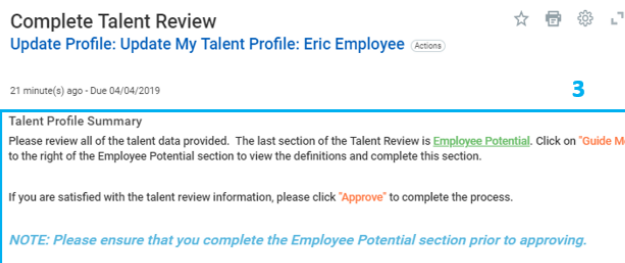 Complete Talent Review
Update Profile: Update My Talent Profile: Eric Employee Actions
21 minute(s) ago - Due 04/04/2019
3
Talent Profile Summary
Please review all of the talent data provided. The last section of the Talent Review is Employee Potential. Click on "Guide
to the right of the Employee Potential section to view the definitions and complete this section.
If you are satisfied with the talent review information, please click "Approve" to complete the process.
NOTE: Please ensure that you complete the Employee Potential section prior to approving.